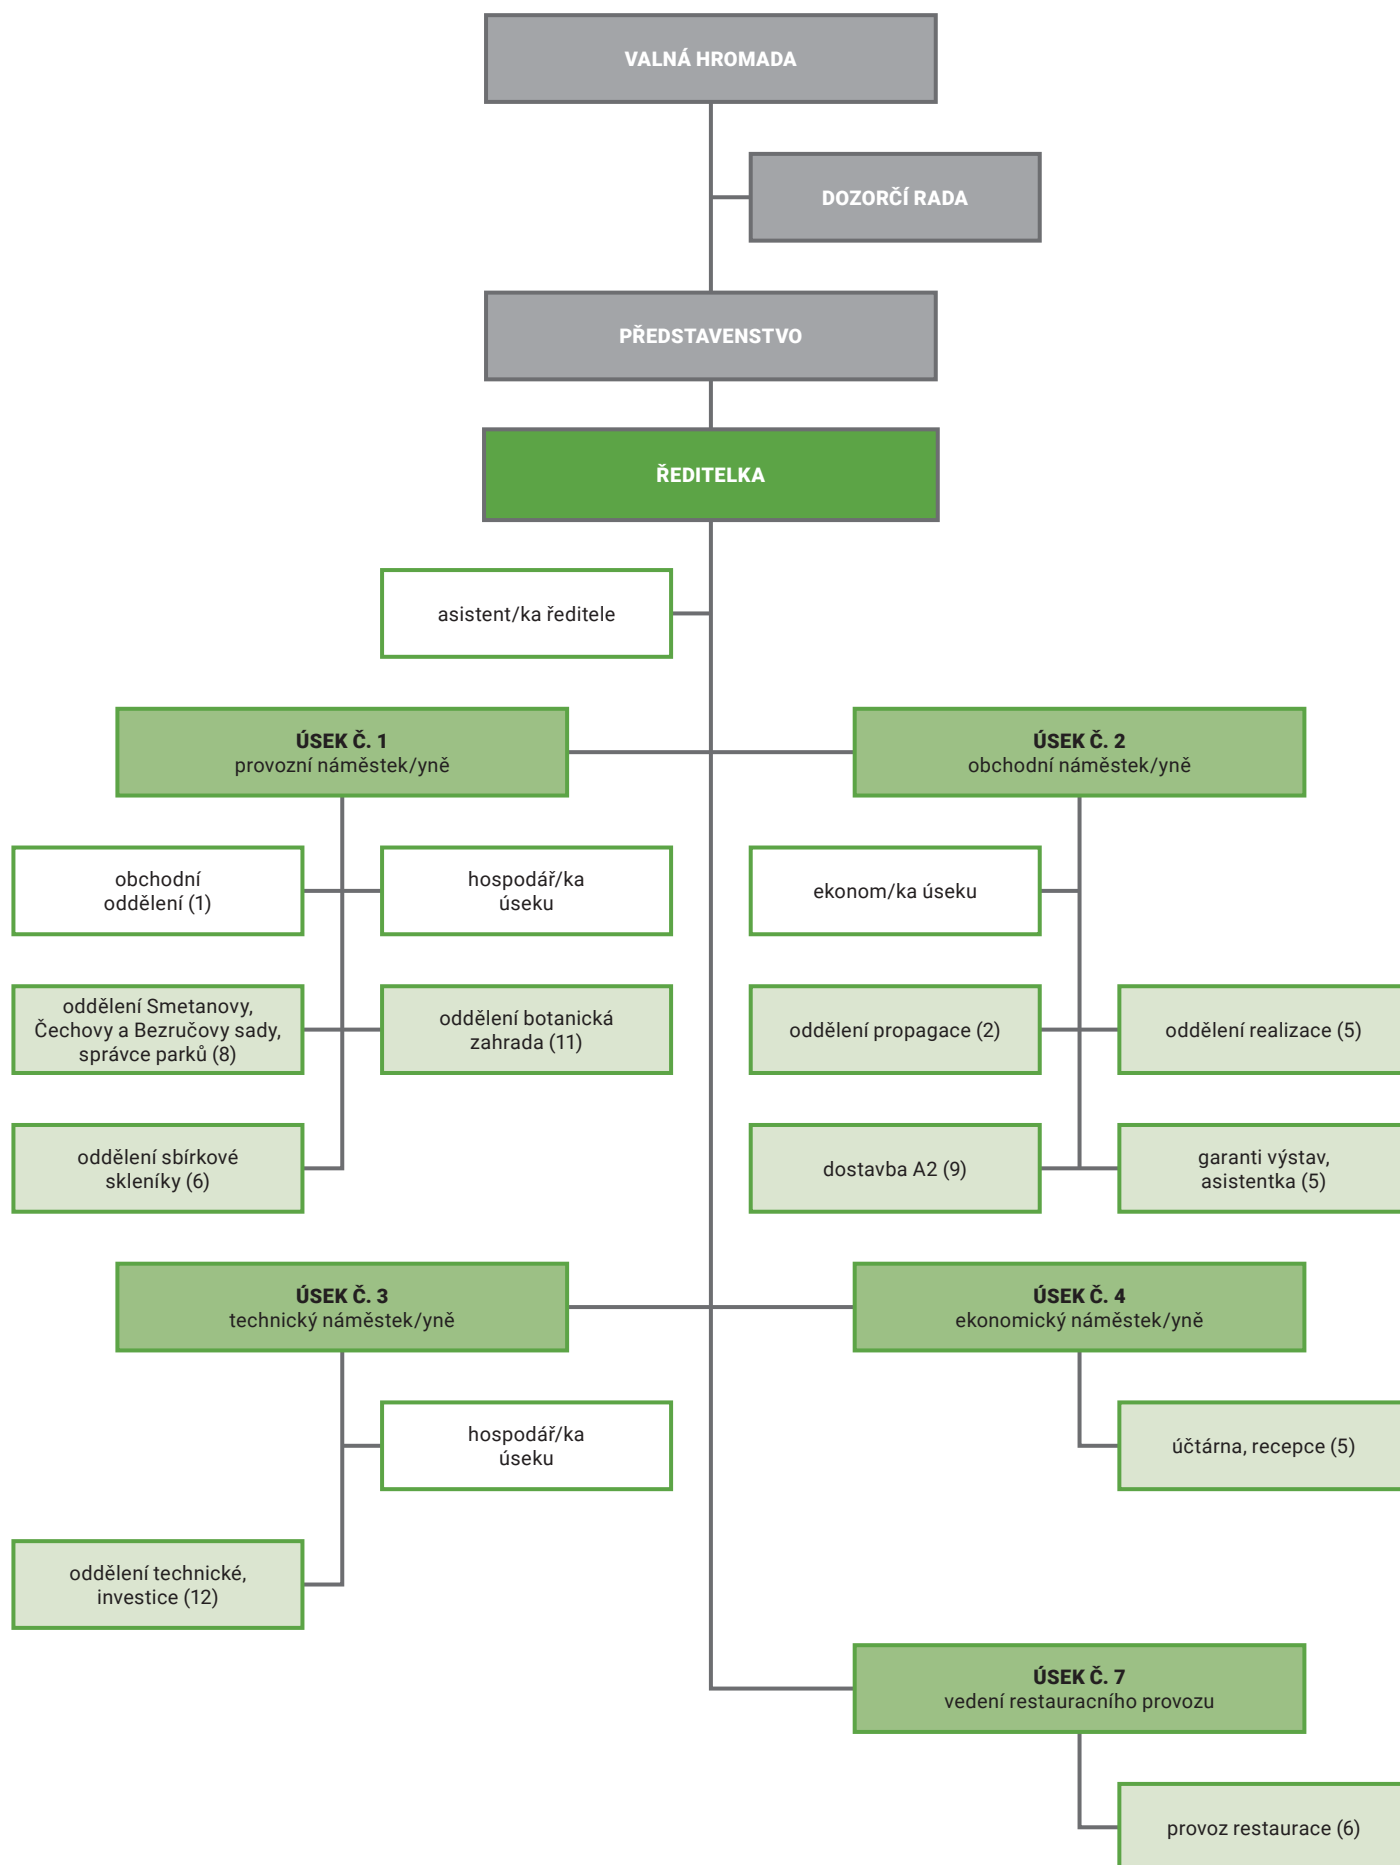 VALNÁ HROMADA
DOZORČÍ RADA
PŘEDSTAVENSTVO
ŘEDITELKA
asistent/ka ředitele
ÚSEK Č. 1
provozní náměstek/yně
ÚSEK Č. 2
obchodní náměstek/yně
obchodní
oddělení (1)
hospodář/ka
úseku
ekonom/ka úseku
oddělení Smetanovy,
Čechovy a Bezručovy sady,
správce parků (8)
oddělení botanická
zahrada (11)
oddělení propagace (2)
oddělení realizace (5)
oddělení sbírkové
skleníky (6)
dostavba A2 (9)
garanti výstav,
asistentka (5)
ÚSEK Č. 3
technický náměstek/yně
ÚSEK Č. 4
ekonomický náměstek/yně
hospodář/ka
úseku
účtárna, recepce (5)
oddělení technické,
investice (12)
ÚSEK Č. 7
vedení restauracního provozu
provoz restaurace (6)